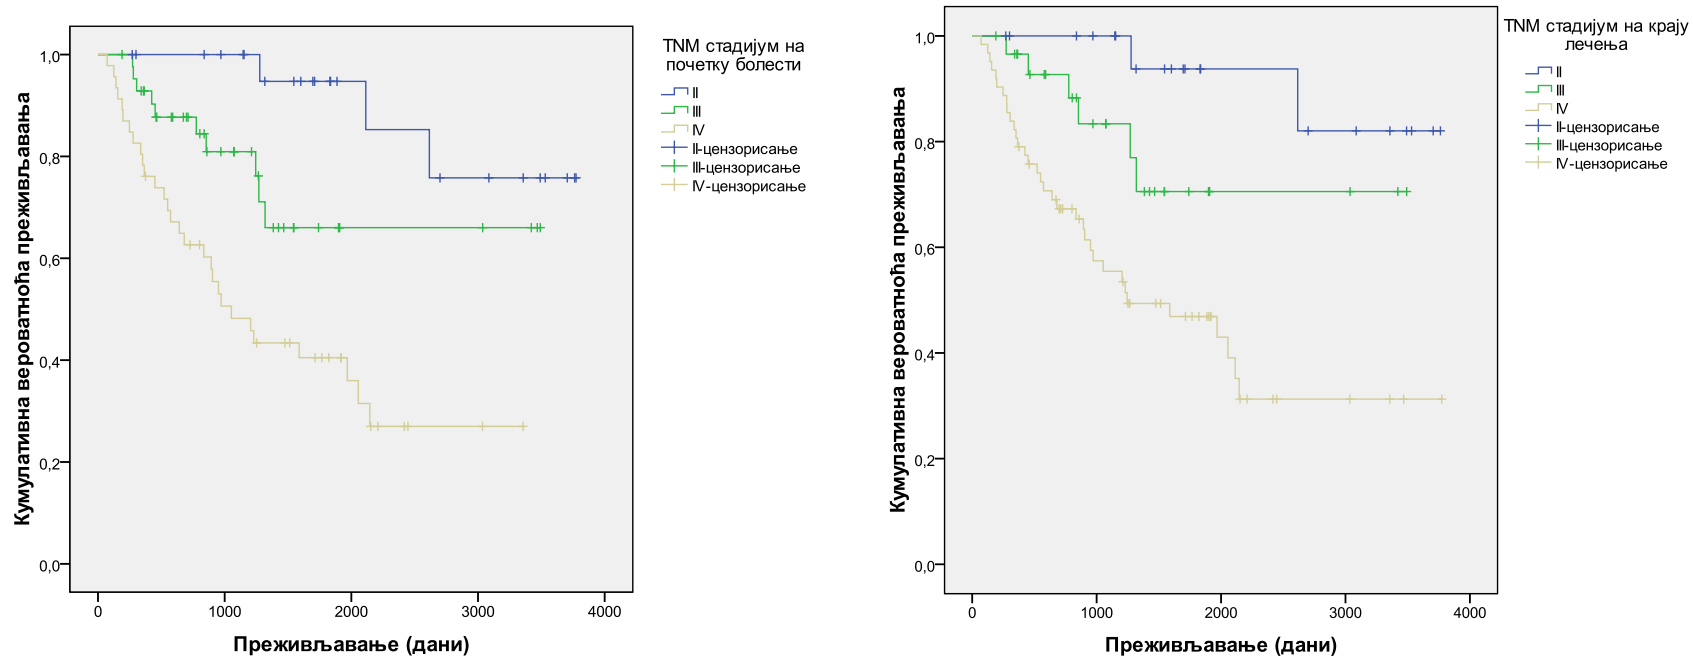 Кумулативна вероватноћа преживљавања
1,0
0,8
0,6
0,4
0,2
0,0
0
1000
2000
3000
4000
Преживљавање (дани)
TNM стадијум на
почетку болести
II
III
IV
II-цензорисање
III-цензорисање
IV-цензорисање
Кумулативна вероватноћа преживљавања
1,0
0,8
0,6
0,4
0,2
0,0
0
1000
2000
3000
4000
Преживљавање (дани)
TNM стадијум на крају
лечења
II
III
IV
II-цензорисање
III-цензорисање
IV-цензорисање